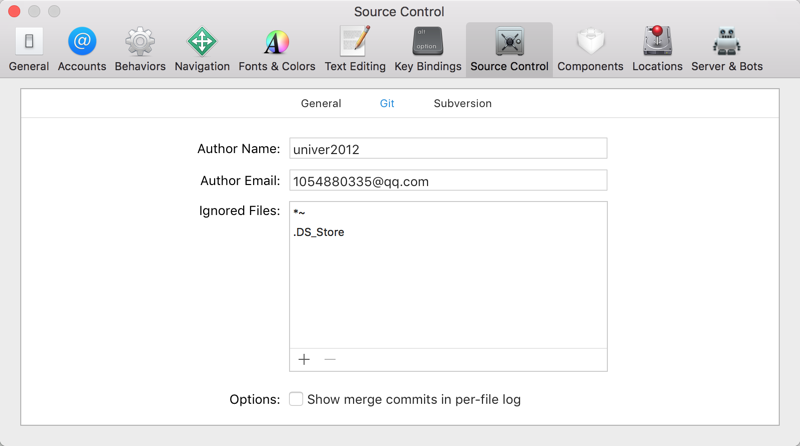 Source Control
General Accounts Behaviors Navigation Fonts & Colors Text Editing Key Bindings Source Control Components Locations Server & Bots
alt
option
General Git Subversion
Author Name: univer2012
Author Email: 1054880335@qq.com
Ignored Files: *~
.DS_Store
Options: Show merge commits in per-file log